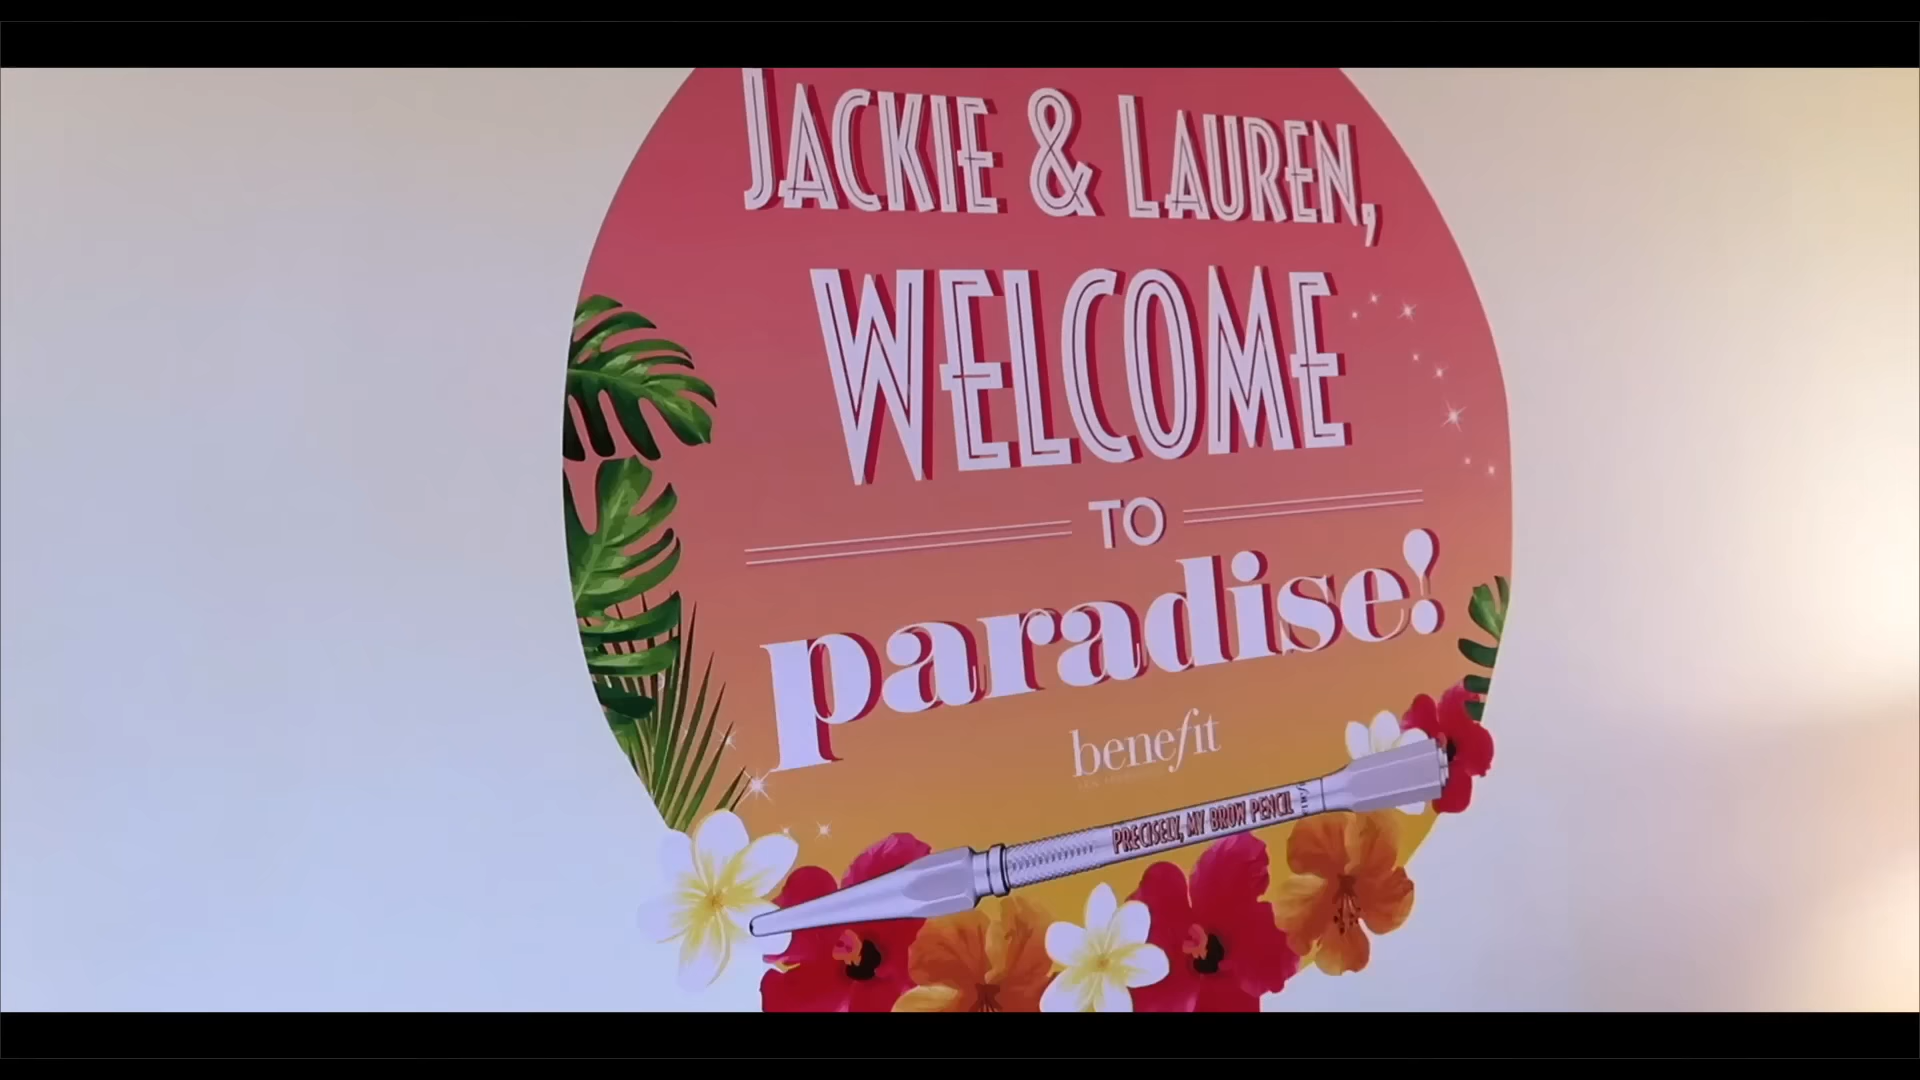 JACKIE & LAUREN,
WELCOME
TO
paradise!
benefit
PRECISELY, MY BROW PENCIL